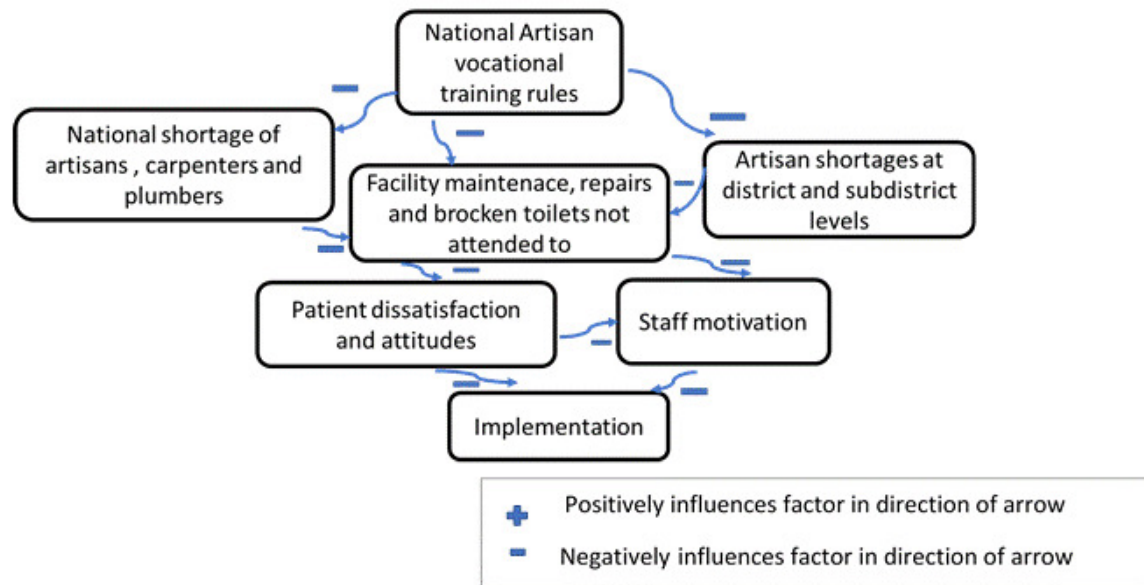 National Artisan
vocational
training rules
National shortage of
artisans , carpenters and
plumbers
Facility maintenace, repairs
and brocken toilets not
attended to
Artisan shortages at
district and subdistrict
levels
Patient dissatisfaction
and attitudes
Staff motivation
Implementation
Positively influences factor in direction of arrow
Negatively influences factor in direction of arrow